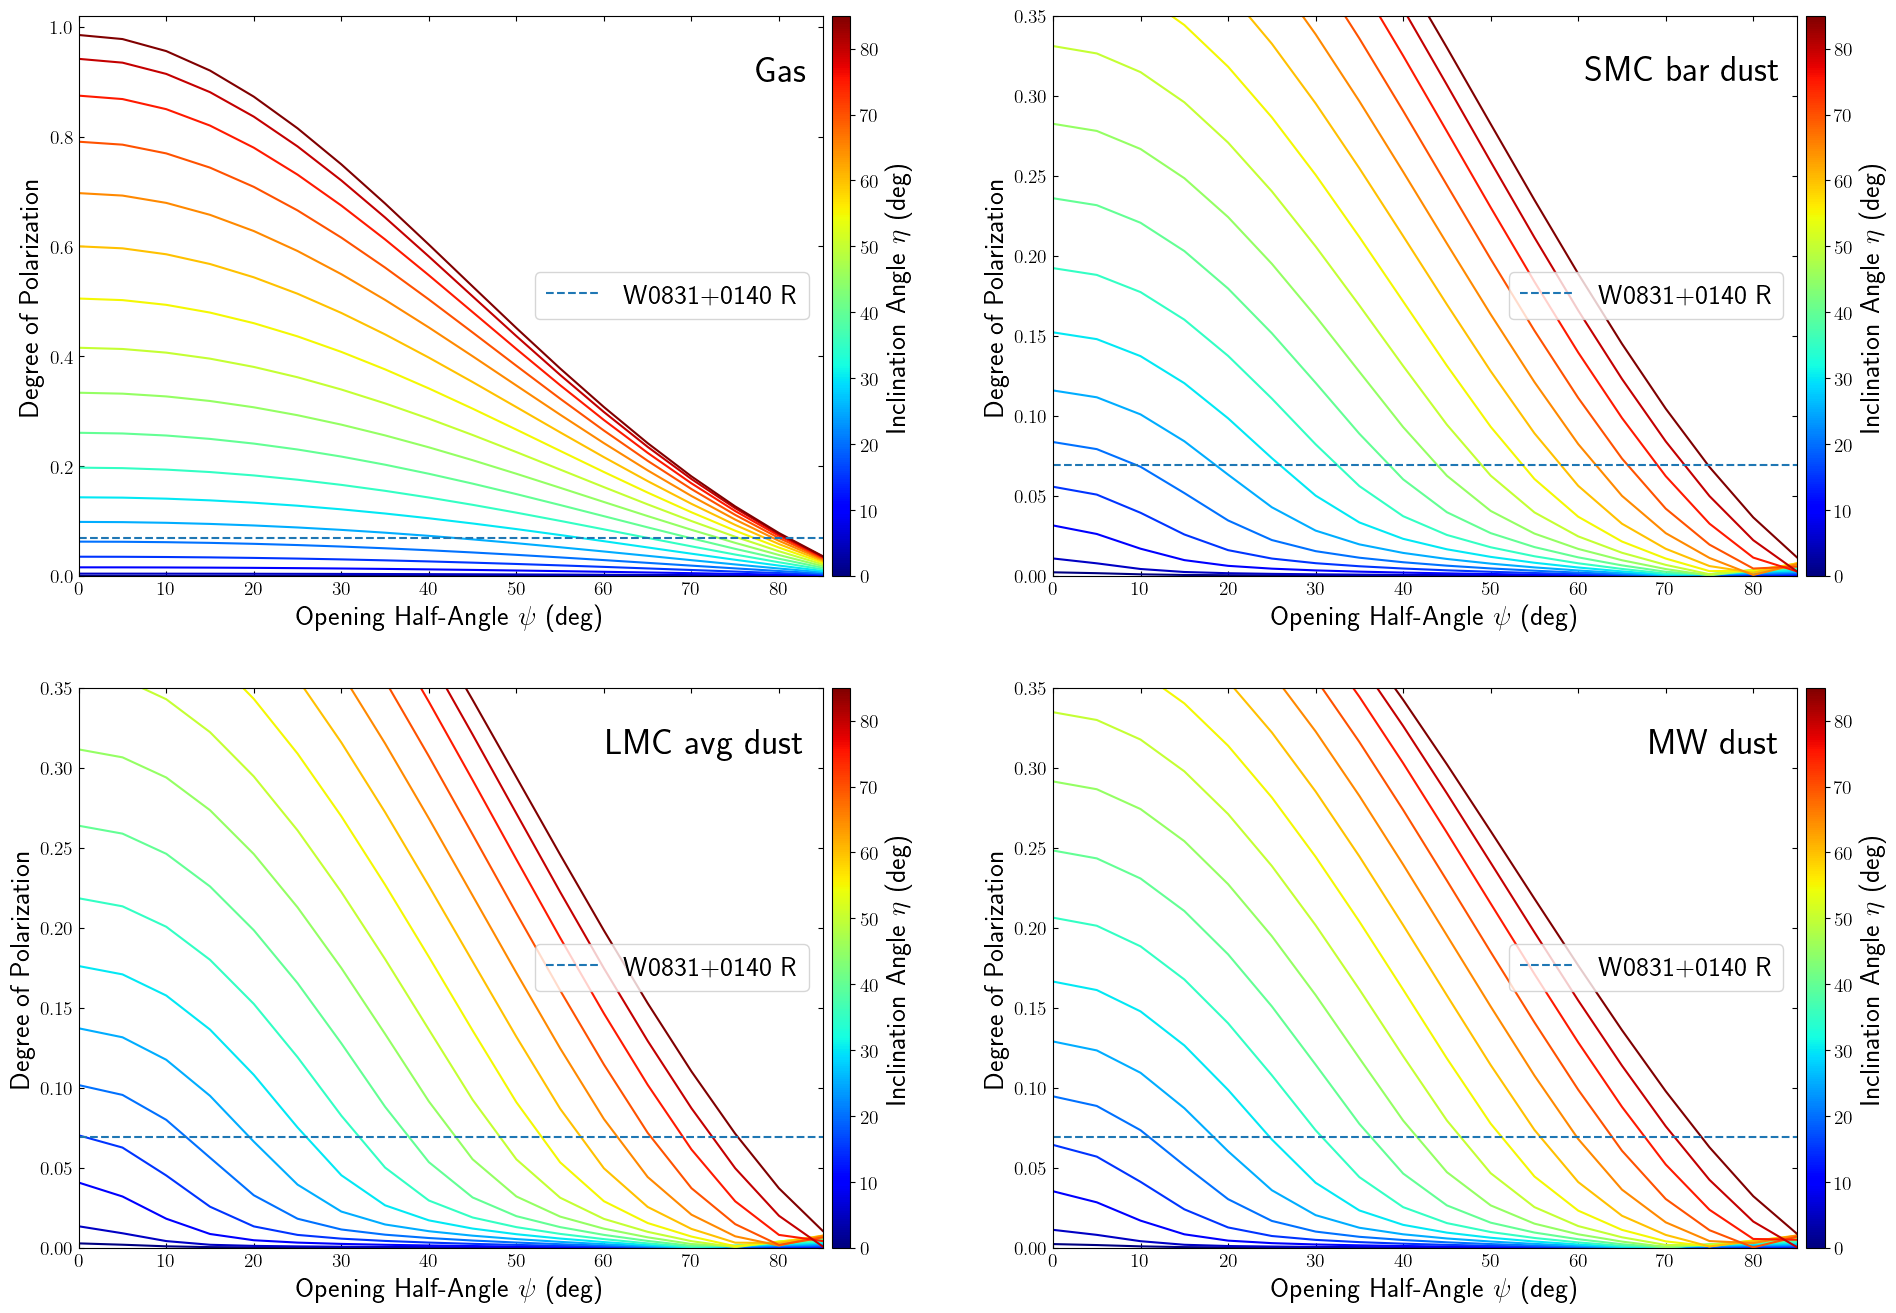 Gas
1.0
0.8
0.6
0.4
0.2
0.0
Degree of Polarization
W0831+0140 R
0 10 20 30 40 50 60 70 80
Opening Half-Angle ψ (deg)
80
70
60
50
40
30
20
10
0
Inclination Angle η (deg)
SMC bar dust
0.35
0.30
0.25
0.20
0.15
0.10
0.05
0.00
Degree of Polarization
W0831+0140 R
0 10 20 30 40 50 60 70 80
Opening Half-Angle ψ (deg)
80
70
60
50
40
30
20
10
0
Inclination Angle η (deg)
LMC avg dust
0.35
0.30
0.25
0.20
0.15
0.10
0.05
0.00
Degree of Polarization
W0831+0140 R
0 10 20 30 40 50 60 70 80
Opening Half-Angle ψ (deg)
80
70
60
50
40
30
20
10
0
Inclination Angle η (deg)
MW dust
0.35
0.30
0.25
0.20
0.15
0.10
0.05
0.00
Degree of Polarization
W0831+0140 R
0 10 20 30 40 50 60 70 80
Opening Half-Angle ψ (deg)
80
70
60
50
40
30
20
10
0
Inclination Angle η (deg)